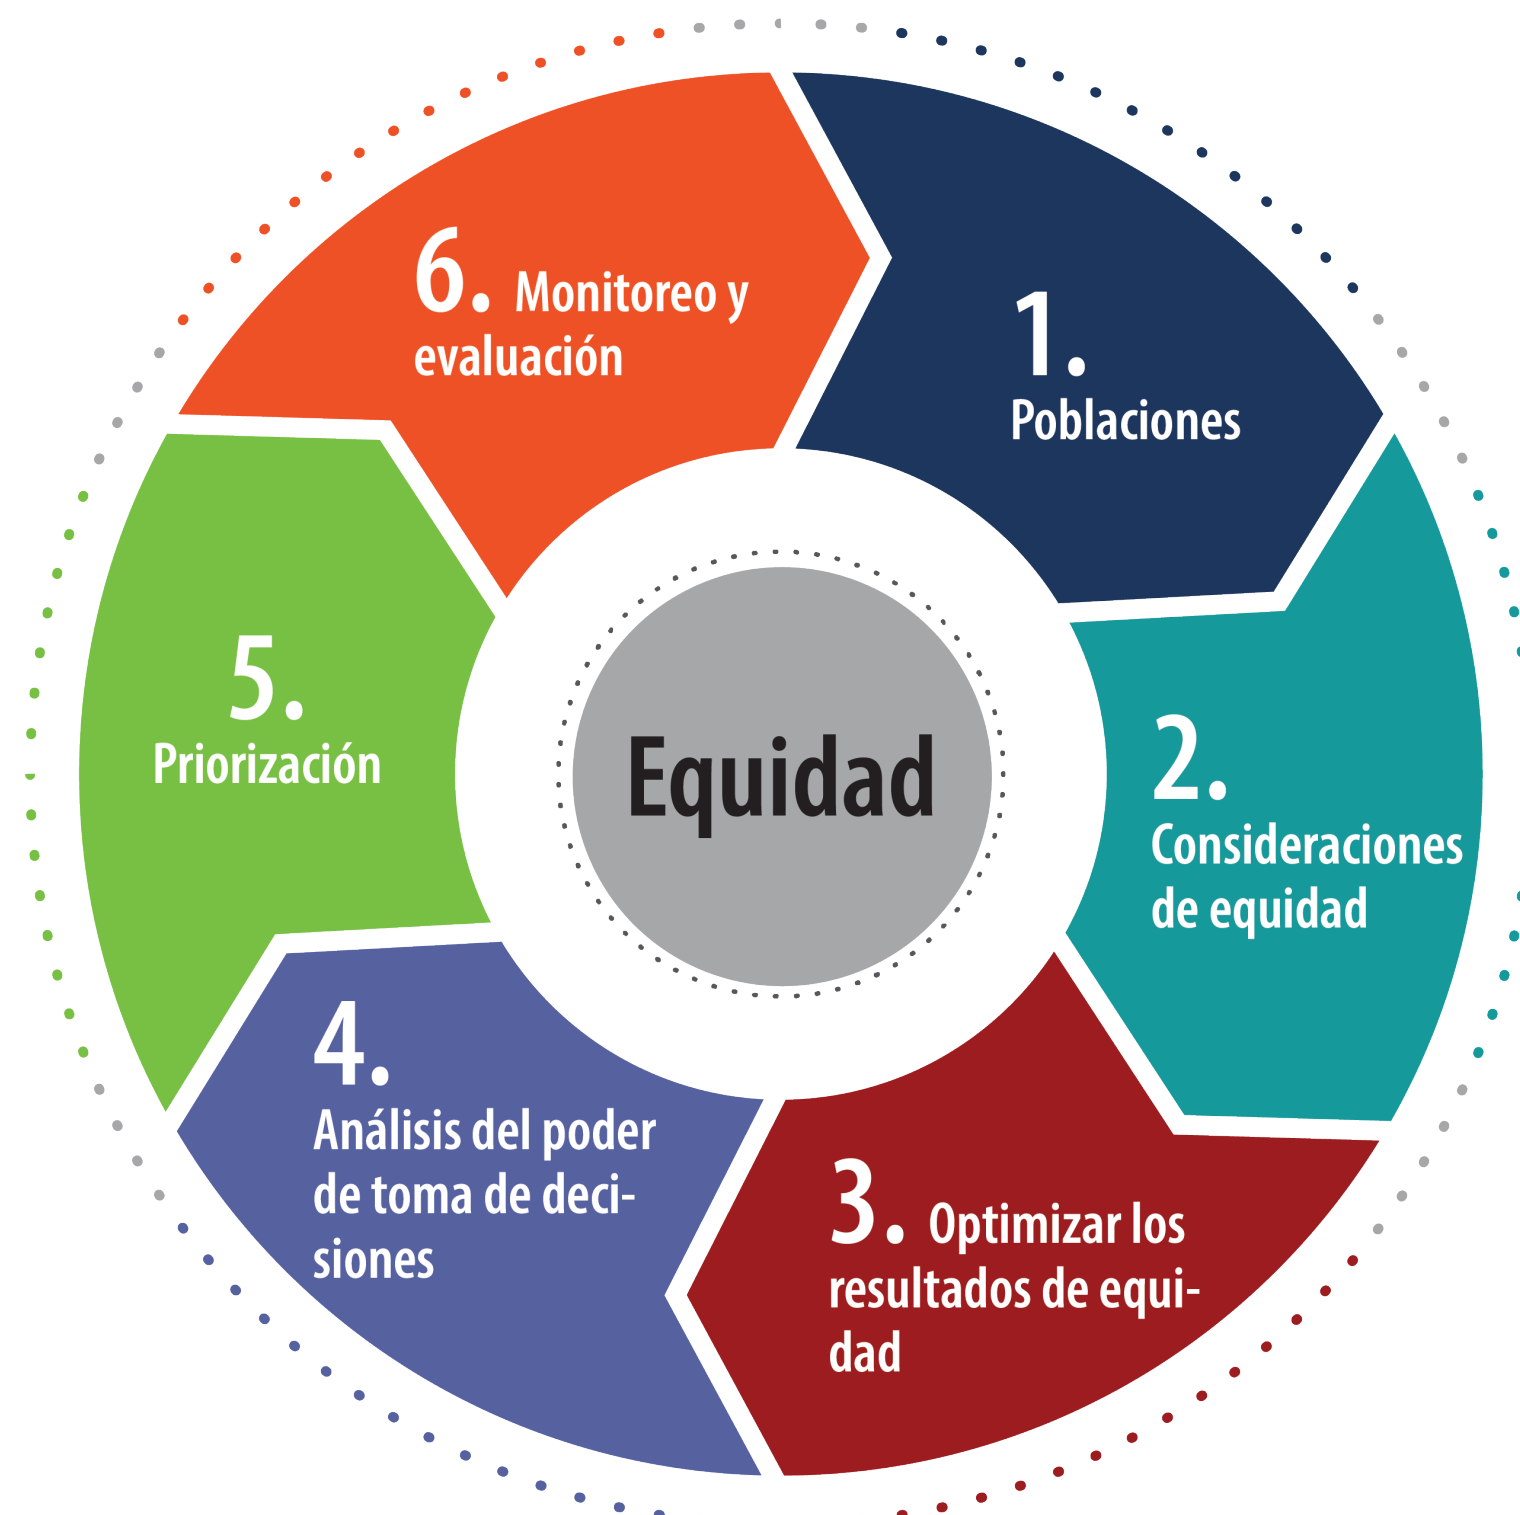 1.
Poblaciones
2.
Consideraciones
de equidad
3. Optimizar los
resultados de equi-
dad
4.
Análisis del poder
de toma de deci-
siones
5.
Priorización
6. Monitoreo y
evaluación
Equidad